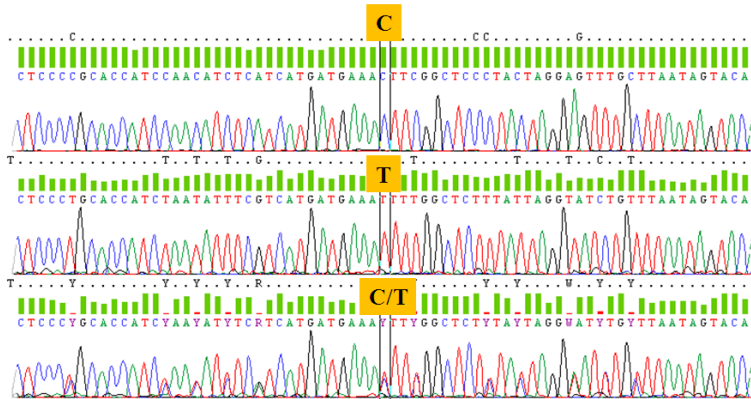 C
......C......................................CC........G...............
CTCCCCGCACCATCCAACATCTCATCATGATGAAACTTCGGCTCCCTACTAGGAGTTTGCTTAATAGTACA
T..............T..T..T..G..............T.........T....T..C..T..........
T
CTCCCTGCACCATCTAATATTTCGTCATGATGAAATTTTGGCTCTTTATTAGGTATCTGTTTAATAGTACA
T.....Y........Y..Y..Y..R.....................Y..Y....W..Y..Y..........
C/T
CTCCCYGCACCATCYAAYATYTCRTCATGATGAAAYTTYGGCTCTYTAYTAGGWATYTGYTTAATAGTACA